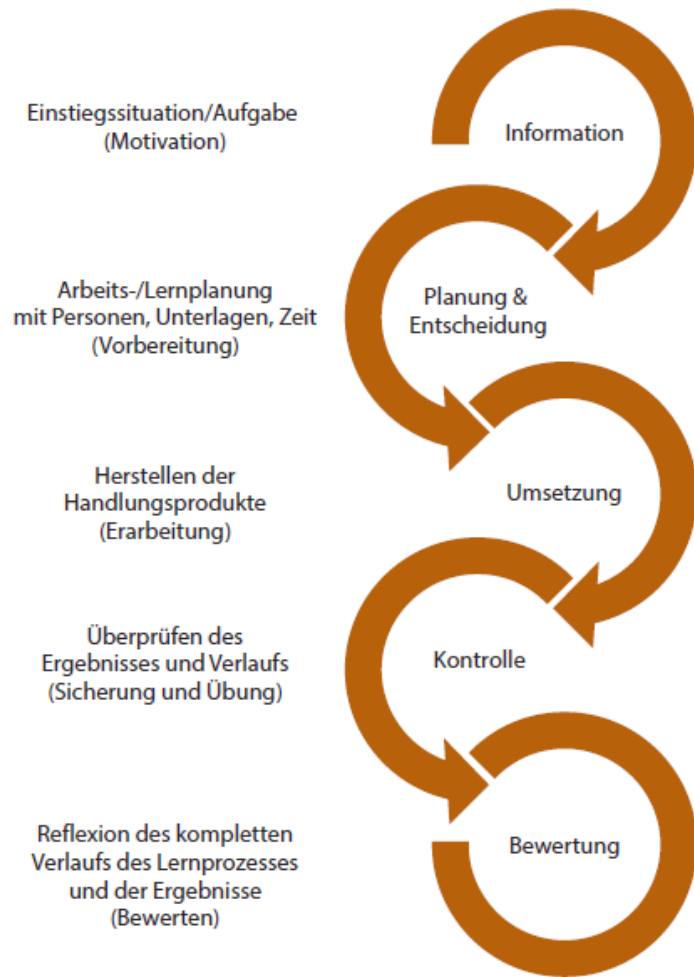 Einstiegssituation/Aufgabe
(Motivation)
Information
Arbeits-/Lernplanung
mit Personen, Unterlagen, Zeit
(Vorbereitung)
Planung &
Entscheidung
Herstellen der
Handlungsprodukte
(Erarbeitung)
Umsetzung
Überprüfen des
Ergebnisses und Verlaufs
(Sicherung und Übung)
Kontrolle
Reflexion des kompletten
Verlaufs des Lernprozesses
und der Ergebnisse
(Bewerten)
Bewertung